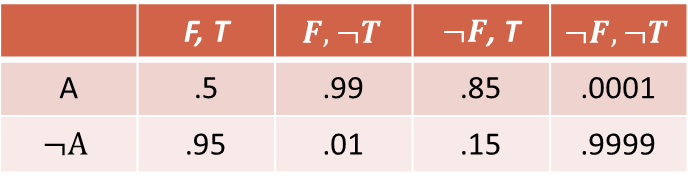 F, T F, ¬T ¬F, T ¬F, ¬T
A .5 .99 .85 .0001
¬A .95 .01 .15 .9999